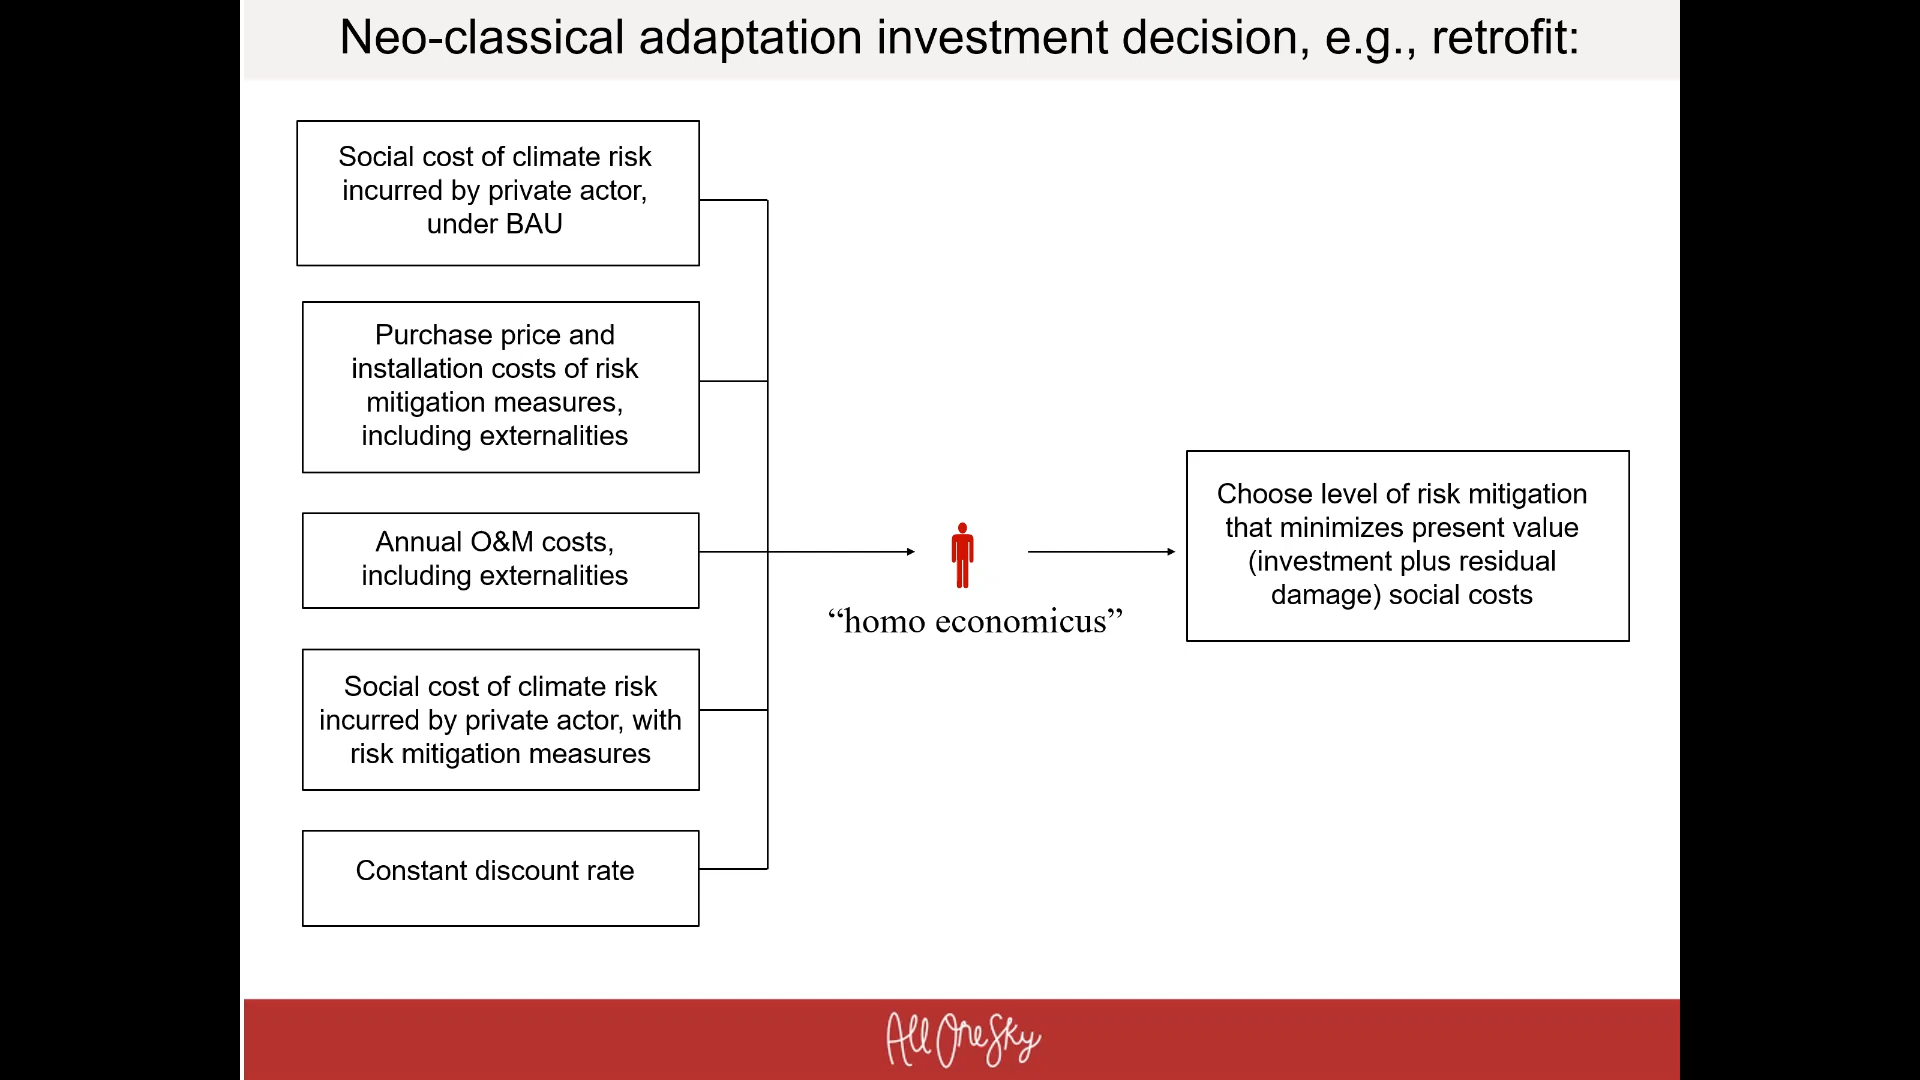 Neo-classical adaptation investment decision, e.g., retrofit:
Social cost of climate risk
incurred by private actor,
under BAU
Purchase price and
installation costs of risk
mitigation measures,
including externalities
Annual O&M costs,
including externalities
Social cost of climate risk
incurred by private actor, with
risk mitigation measures
Constant discount rate
“homo economicus”
Choose level of risk mitigation
that minimizes present value
(investment plus residual
damage) social costs
All One Sky